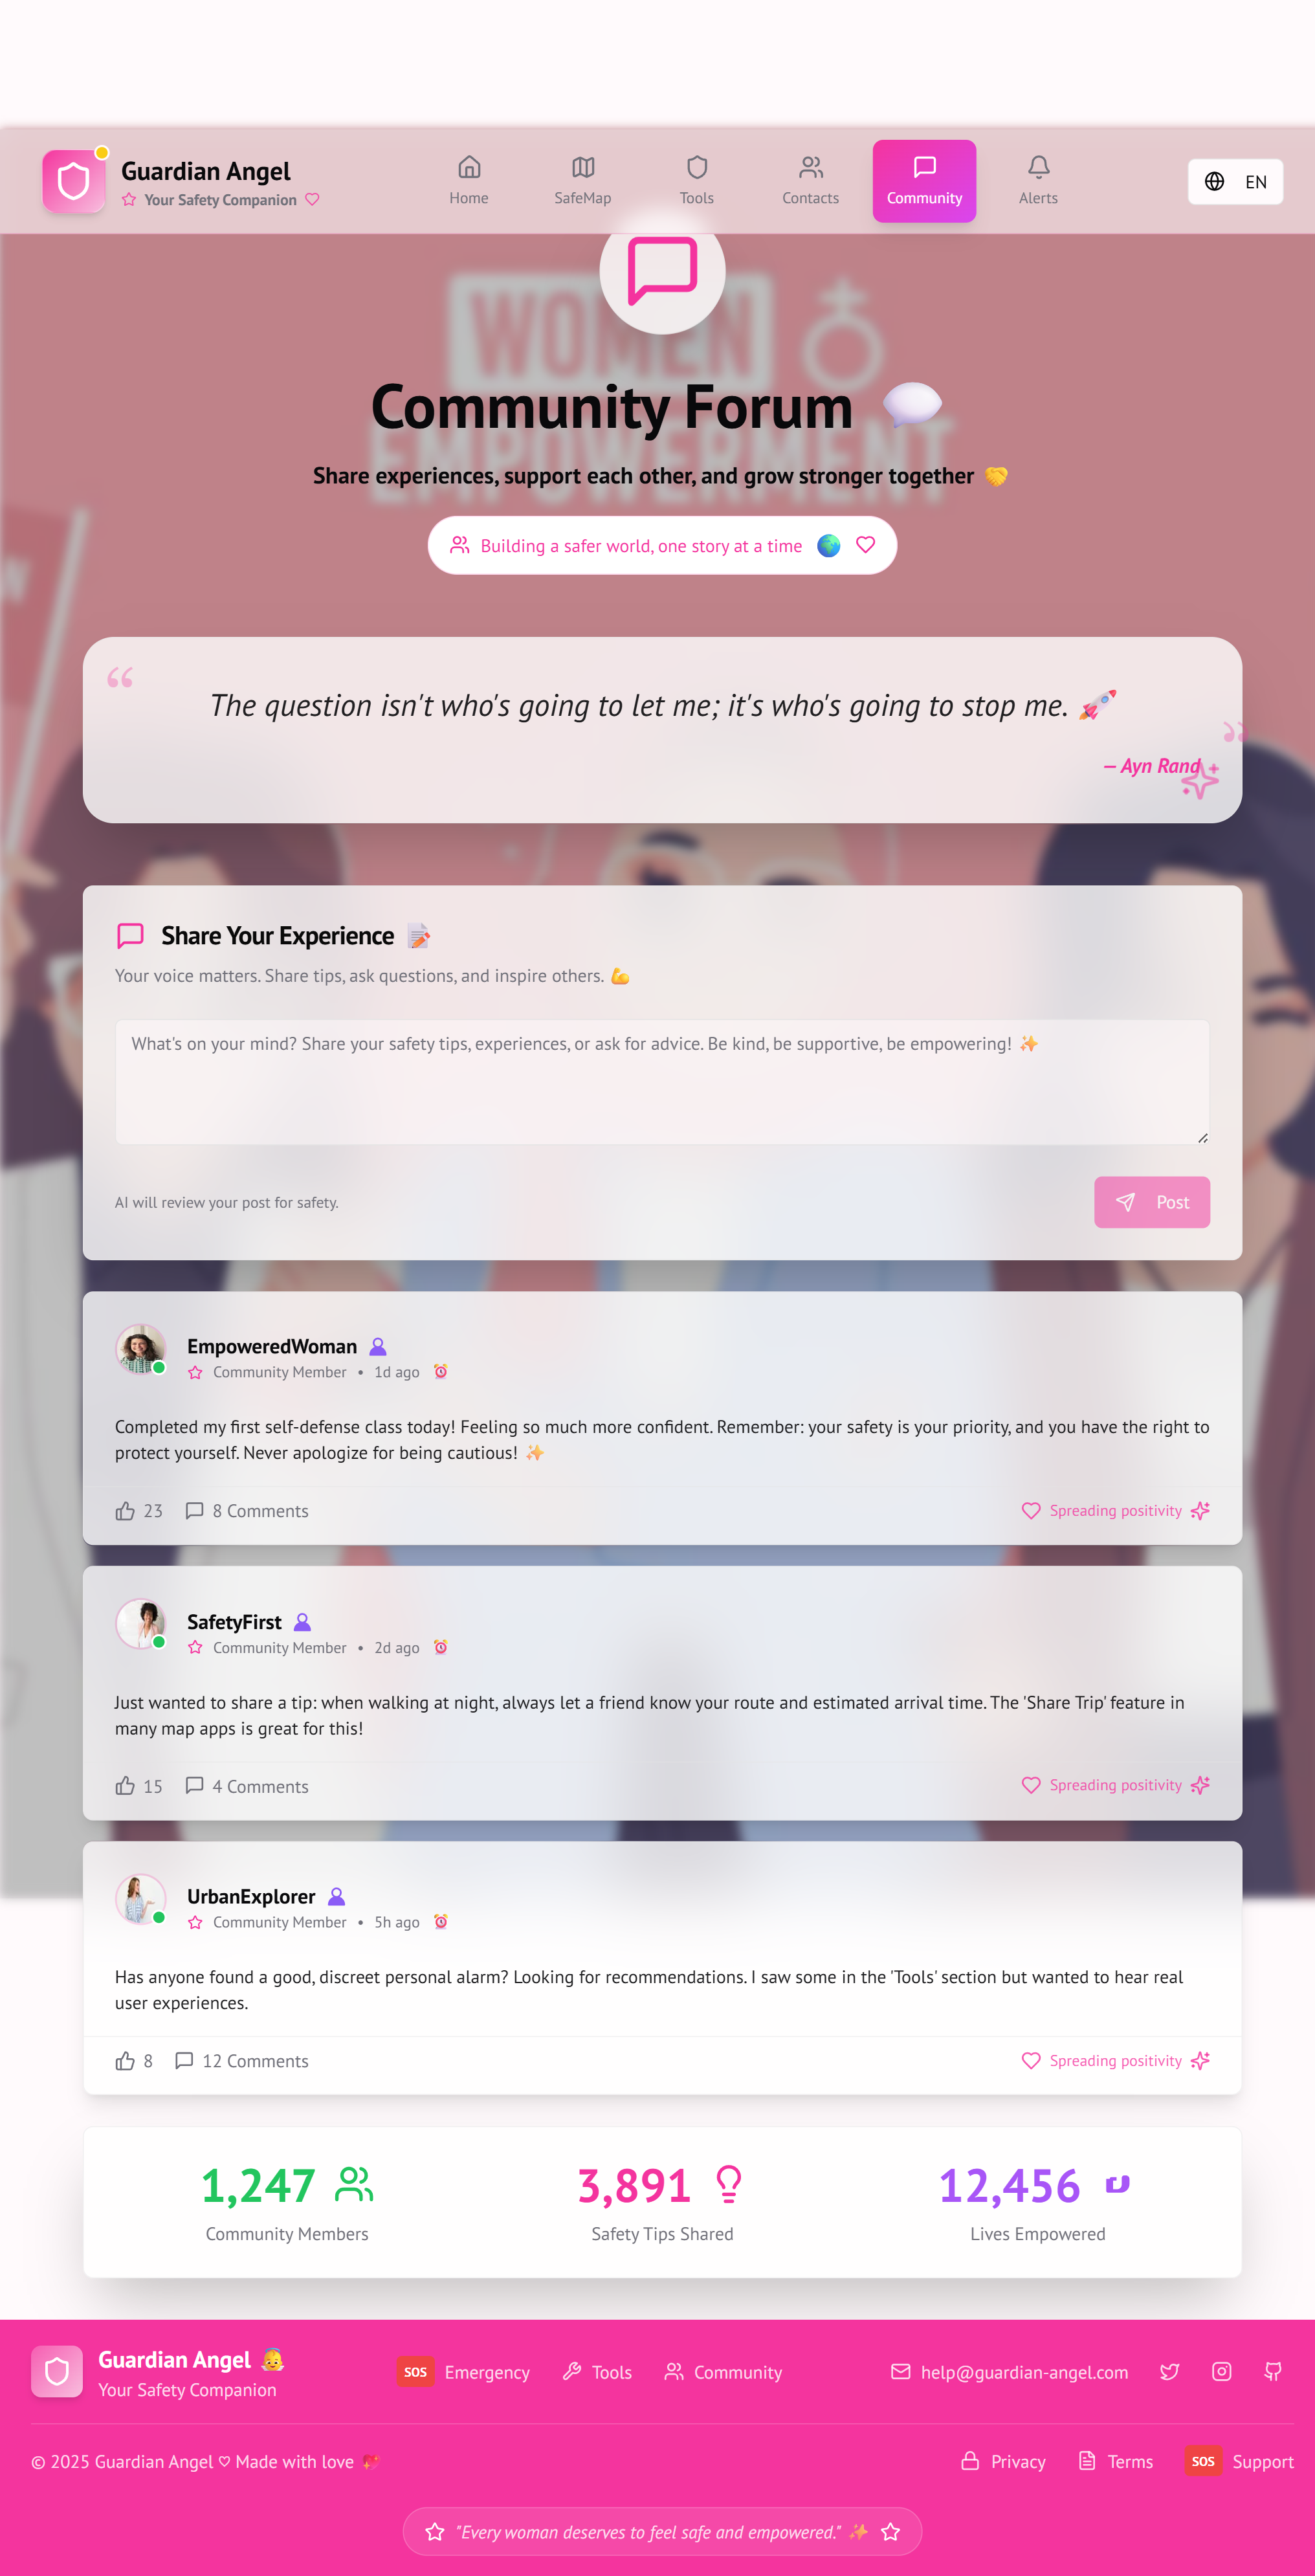 Guardian Angel
Your Safety Companion
Home
SafeMap
Tools
Contacts
Community
Alerts
EN
WOMEN
EMPOWERMENT
Community Forum 💬
Share experiences, support each other, and grow stronger together 🤝
Building a safer world, one story at a time 🌍
“
The question isn't who's going to let me; it's who's going to stop me. 🚀
”
— Ayn Rand
Share Your Experience 📝
Your voice matters. Share tips, ask questions, and inspire others. 💪
What's on your mind? Share your safety tips, experiences, or ask for advice. Be kind, be supportive, be empowering! ✨
AI will review your post for safety.
Post
EmpoweredWoman 👤
Community Member • 1d ago ⏰
Completed my first self-defense class today! Feeling so much more confident. Remember: your safety is your priority, and you have the right to
protect yourself. Never apologize for being cautious! ✨
23
8 Comments
Spreading positivity
SafetyFirst 👤
Community Member • 2d ago ⏰
Just wanted to share a tip: when walking at night, always let a friend know your route and estimated arrival time. The 'Share Trip' feature in
many map apps is great for this!
15
4 Comments
Spreading positivity
UrbanExplorer 👤
Community Member • 5h ago ⏰
Has anyone found a good, discreet personal alarm? Looking for recommendations. I saw some in the 'Tools' section but wanted to hear real
user experiences.
8
12 Comments
Spreading positivity
1,247
Community Members
3,891
Safety Tips Shared
12,456
Lives Empowered
Guardian Angel 👼
Your Safety Companion
SOS Emergency
Tools
Community
help@guardian-angel.com
© 2025 Guardian Angel ♡ Made with love 💖
Privacy
Terms
SOS Support
"Every woman deserves to feel safe and empowered." ✨